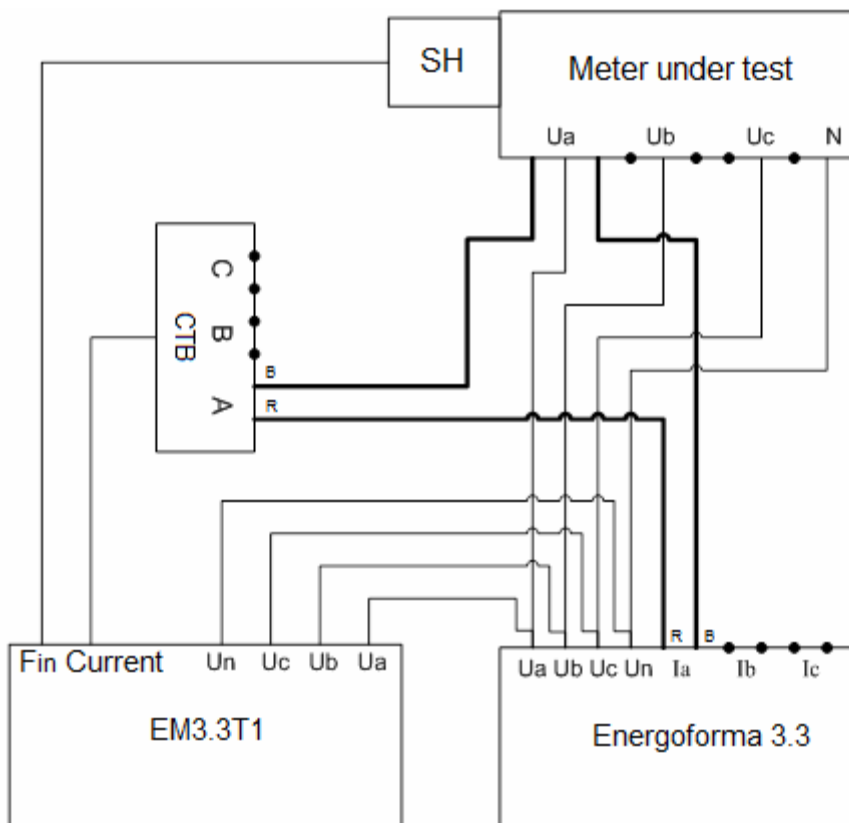 SH
Meter under test
Ua Ub Uc N
C
B
A
CTB
B
R
R B
Fin Current Un Uc Ub Ua
EM3.3T1
Ua Ub Uc Un Ia Ib Ic
Energoforma 3.3